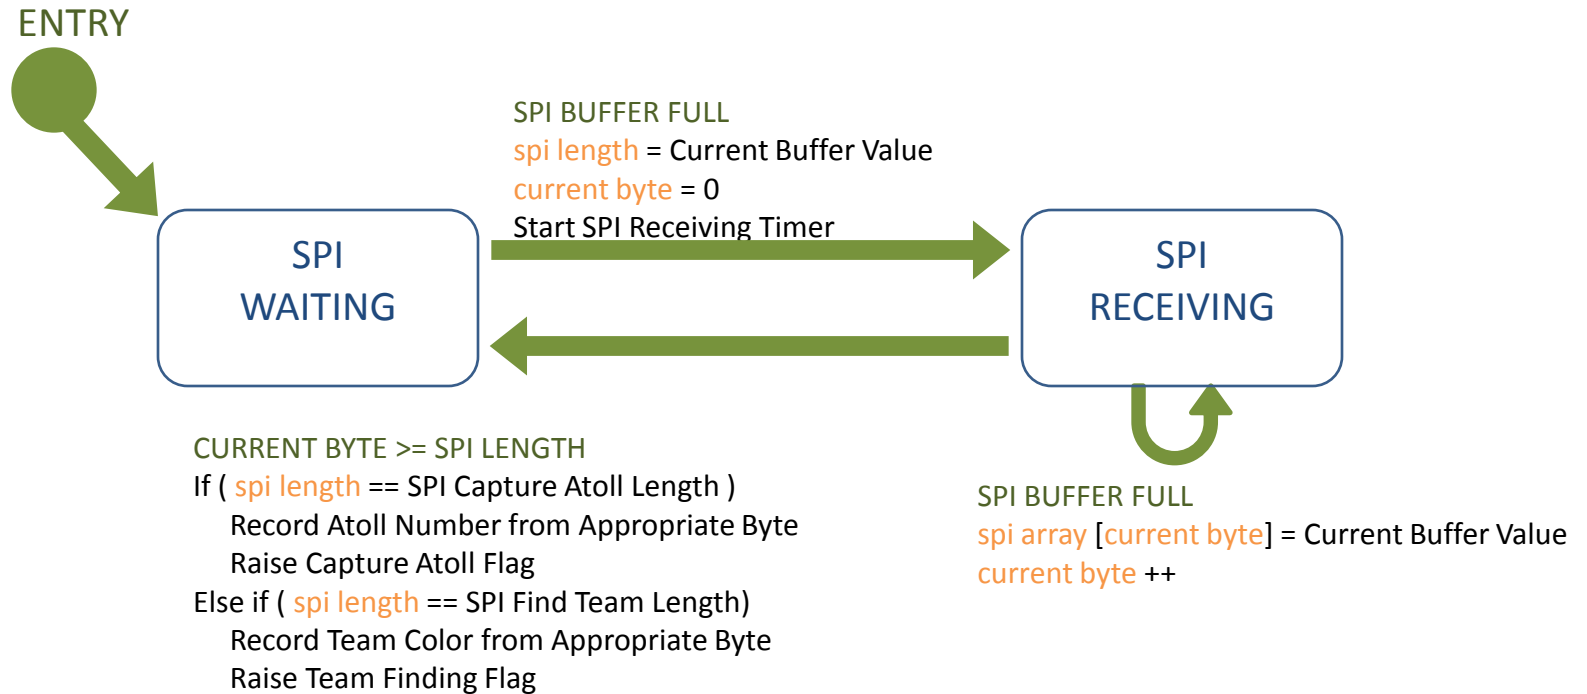 ENTRY
SPI BUFFER FULL
spi length = Current Buffer Value
current byte = 0
Start SPI Receiving Timer
SPI
WAITING
SPI
RECEIVING
CURRENT BYTE >= SPI LENGTH
If ( spi length == SPI Capture Atoll Length )
Record Atoll Number from Appropriate Byte
Raise Capture Atoll Flag
Else if ( spi length == SPI Find Team Length)
Record Team Color from Appropriate Byte
Raise Team Finding Flag
SPI BUFFER FULL
spi array [current byte] = Current Buffer Value
current byte ++